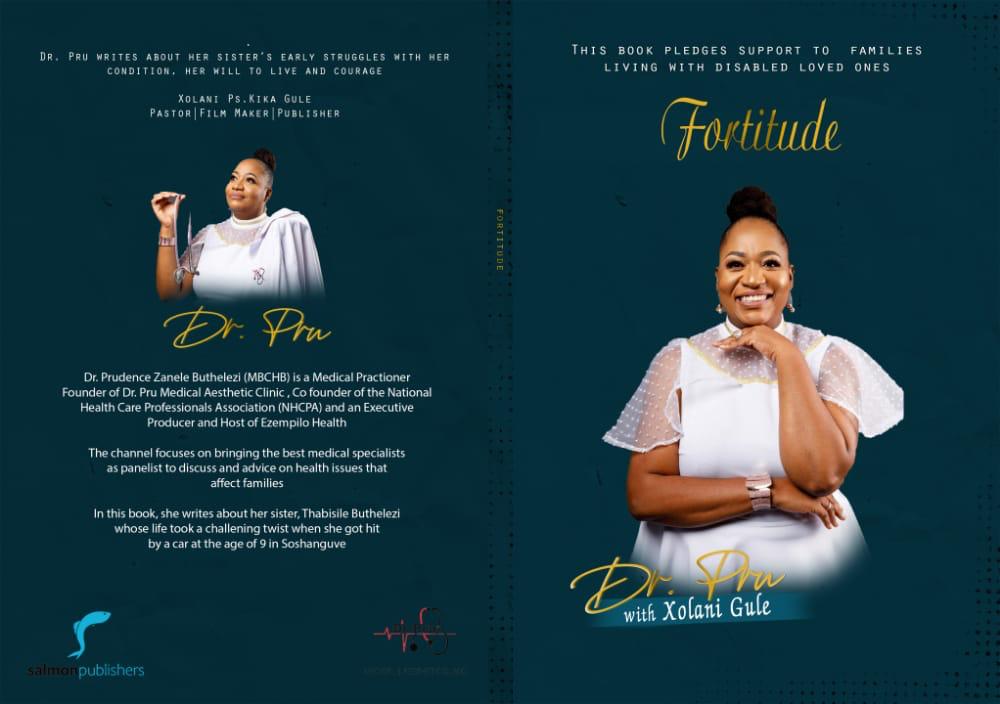 DR. PRU WRITES ABOUT HER SISTER'S EARLY STRUGGLES WITH HER
CONDITION, HER WILL TO LIVE AND COURAGE
XOLANI PS.KIKA GULE
PASTOR|FILM MAKER|PUBLISHER
Dr. Pru
Dr. Prudence Zanele Buthelezi (MBCHB) is a Medical Practioner
Founder of Dr. Pru Medical Aesthetic Clinic , Co founder of the National
Health Care Professionals Association (NHCPA) and an Executive
Producer and Host of Ezempilo Health
The channel focuses on bringing the best medical specialists
as panelist to discuss and advice on health issues that
affect families
In this book, she writes about her sister, Thabisile Buthelezi
whose life took a challening twist when she got hit
by a car at the age of 9 in Soshanguve
salmonpublishers
FORTITUDE
THIS BOOK PLEDGES SUPPORT TO FAMILIES
LIVING WITH DISABLED LOVED ONES
Fortitude
Dr. Pru
with Xolani Gule